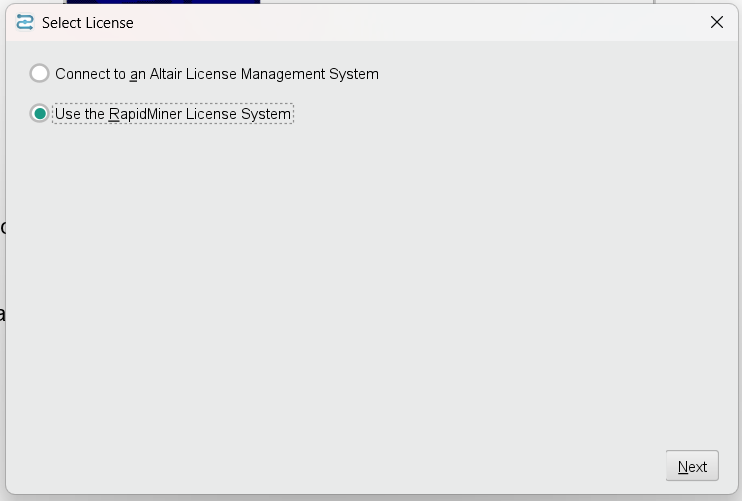 Select License
Connect to an Altair License Management System
Use the RapidMiner License System
Next